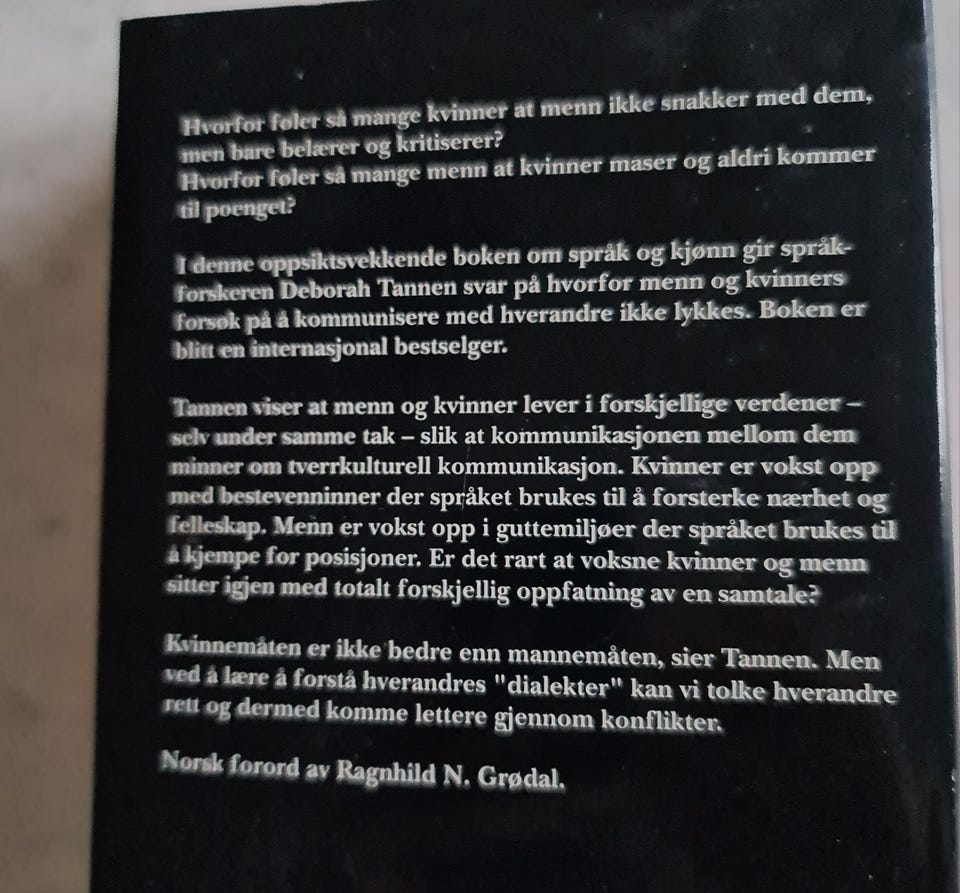 Hvorfor føler så mange kvinner at menn ikke snakker med dem,
men bare belærer og kritiserer?
Hvorfor føler så mange menn at kvinner maser og aldri kommer
til poenget?
I denne oppsiktsvekkende boken om språk og kjønn gir språk-
forskeren Deborah Tannen svar på hvorfor menn og kvinners
forsøk på å kommunisere med hverandre ikke lykkes. Boken er
blitt en internasjonal bestselger.
Tannen viser at menn og kvinner lever i forskjellige verdener –
selv under samme tak – slik at kommunikasjonen mellom dem
minner om tverrkulturell kommunikasjon. Kvinner er vokst opp
med bestevenninner der språket brukes til å forsterke nærhet og
felleskap. Menn er vokst opp i guttemiljøer der språket brukes til
å kjempe for posisjoner. Er det rart at voksne kvinner og menn
sitter igjen med totalt forskjellig oppfatning av en samtale?
Kvinnemåten er ikke bedre enn mannemåten, sier Tannen. Men
ved å lære å forstå hverandres "dialekter" kan vi tolke hverandre
rett og dermed komme lettere gjennom konflikter.
Norsk forord av Ragnhild N. Grødal.